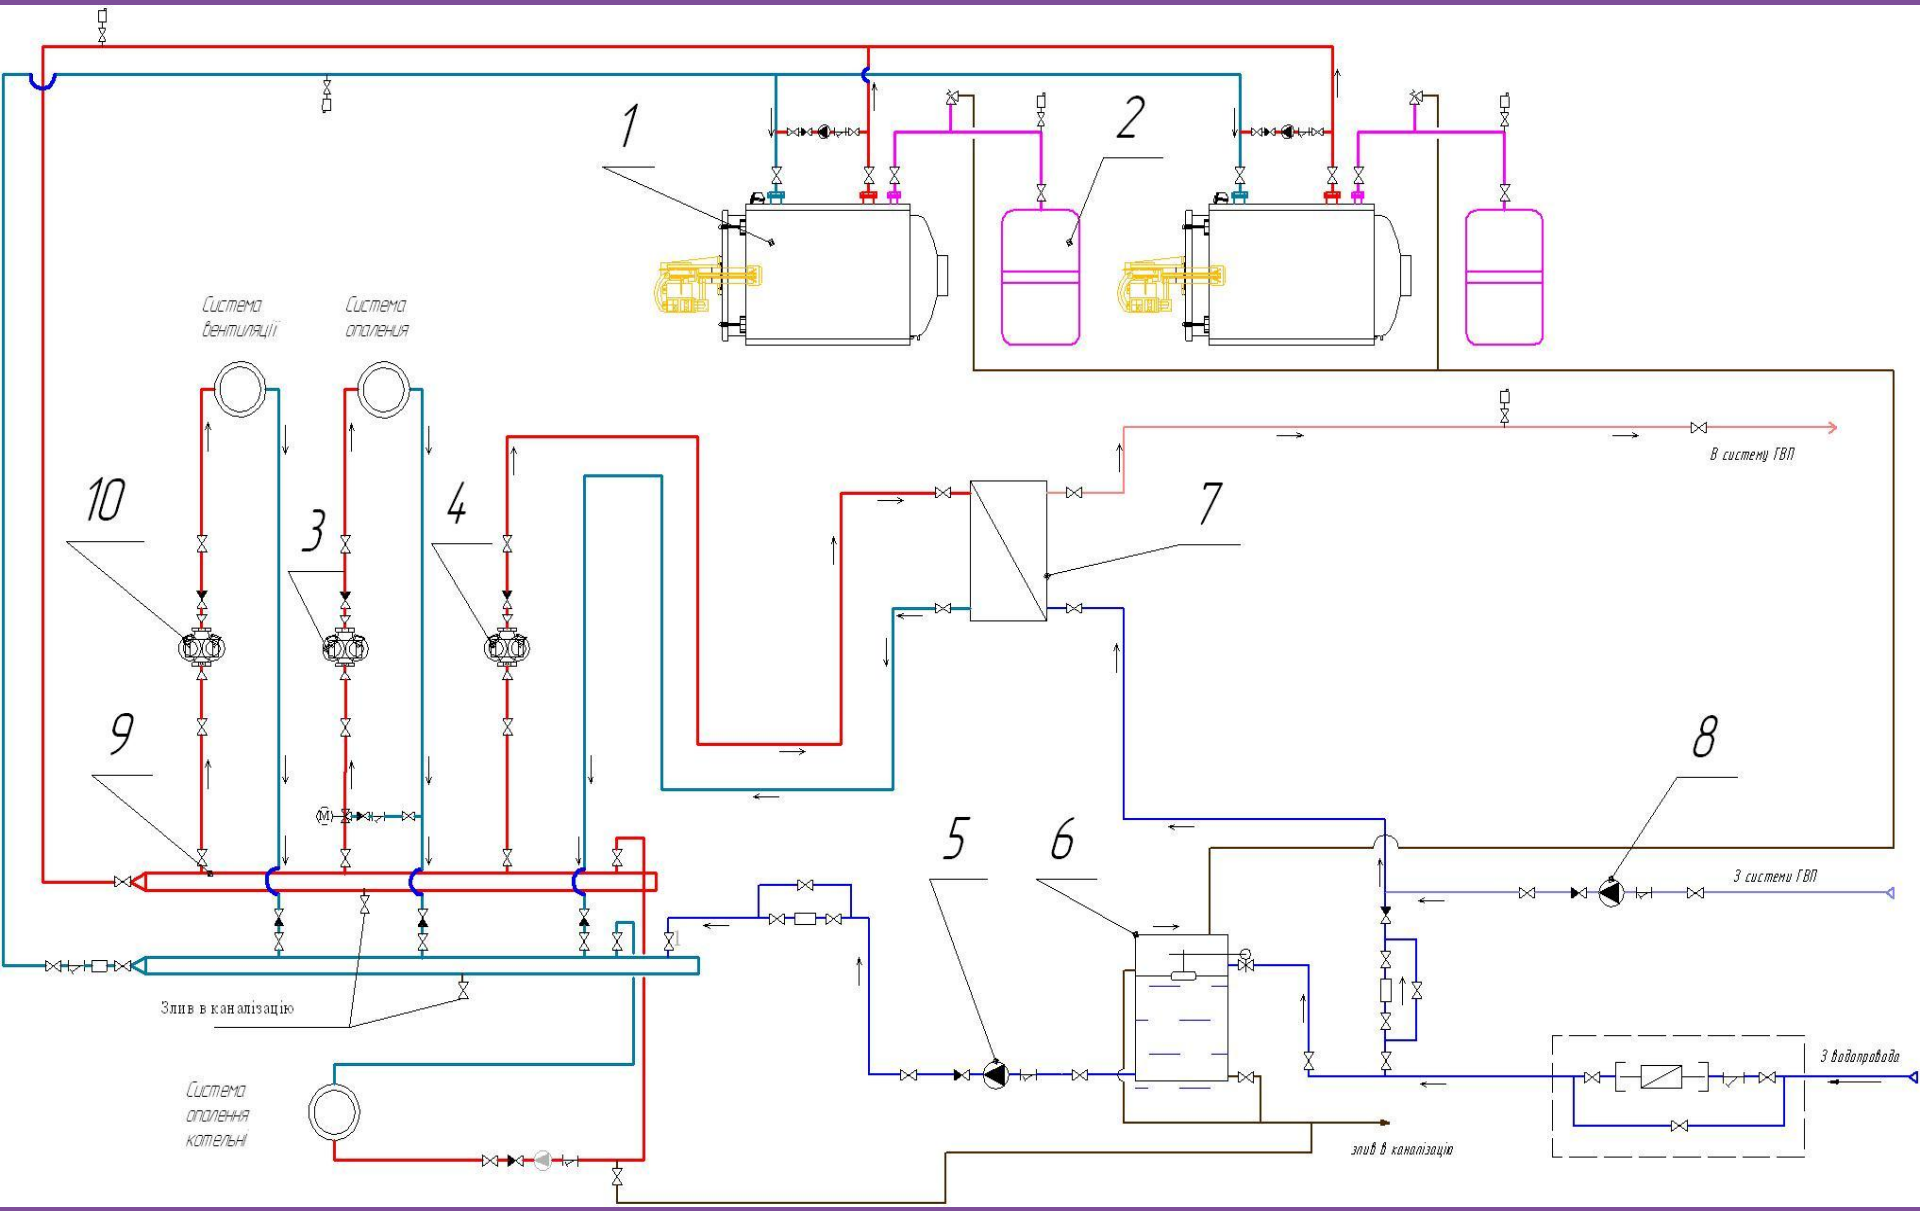 1
2
Система
вентиляції
Система
опалення
10
3
4
7
В систему ГВП
9
8
5
6
З системи ГВП
1
M
Злив в каналізацію
З водопровода
Система
опалення
котельні
злив в каналізацію